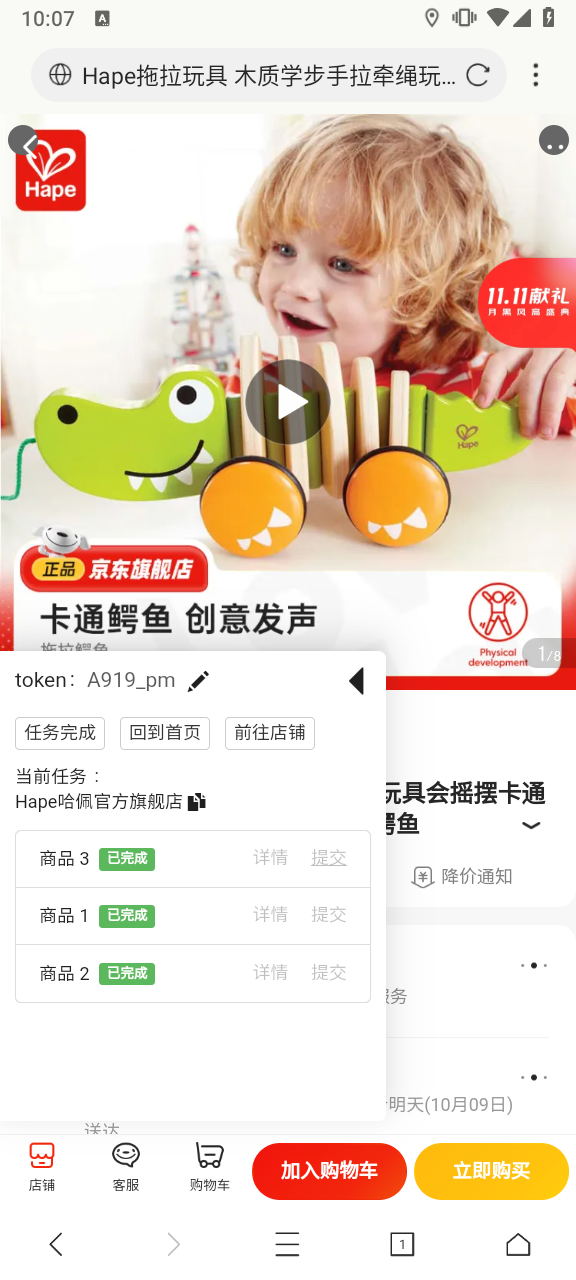 10:07
A
Hape拖拉玩具 木质学步手拉牵绳玩...
Hape
11.11献礼
月黑风高盛典
Hape
正品 京东旗舰店
卡通鳄鱼 创意发声
拖拉鳄鱼
Physical
development
1/8
token： A919_pm
任务完成 回到首页 前往店铺
当前任务 ：
Hape哈佩官方旗舰店
商品 3 已完成 详情 提交
商品 1 已完成 详情 提交
商品 2 已完成 详情 提交
玩具会摇摆卡通
鳄鱼
降价通知
服务
明天(10月09日)
送达
店铺 客服 购物车 加入购物车 立即购买
1